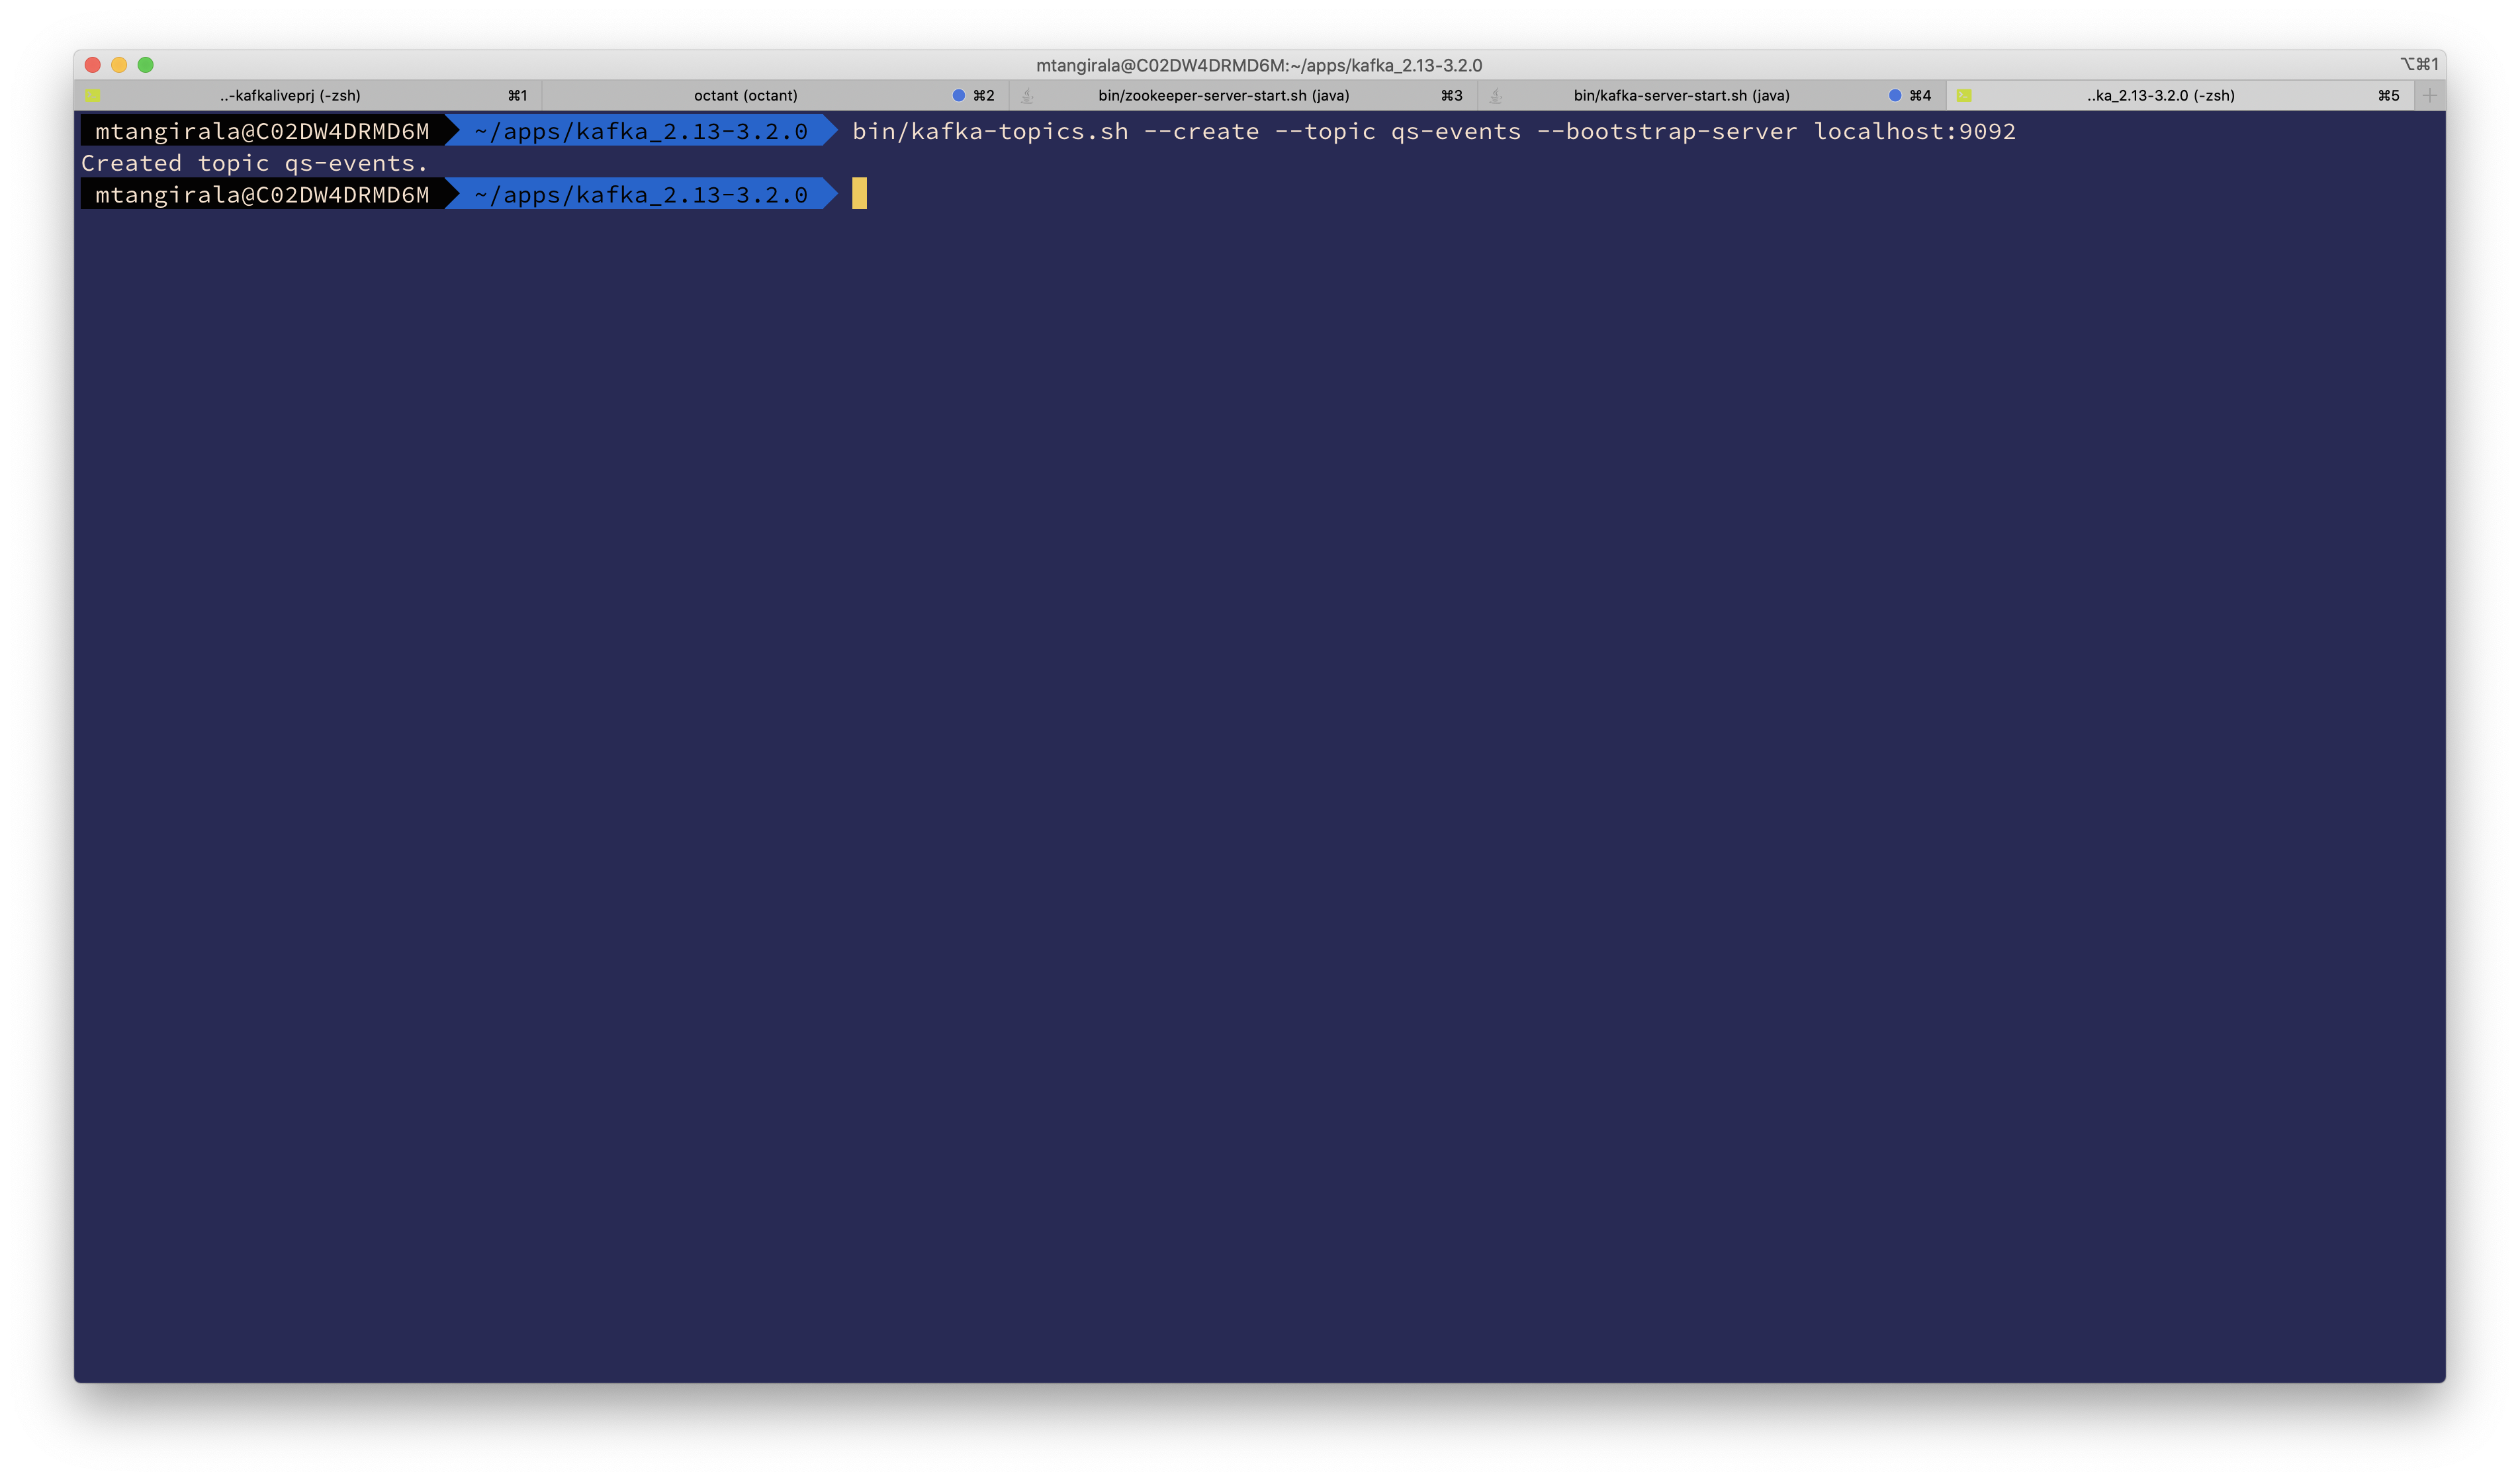 mtangirala@C02DW4DRMD6M:~/apps/kafka_2.13-3.2.0 ⌥⌘1
..-kafkaliveprj (-zsh) ⌘1 octant (octant) ⌘2 bin/zookeeper-server-start.sh (java) ⌘3 bin/kafka-server-start.sh (java) ⌘4 ..ka_2.13-3.2.0 (-zsh) ⌘5
mtangirala@C02DW4DRMD6M ~/apps/kafka_2.13-3.2.0 bin/kafka-topics.sh --create --topic qs-events --bootstrap-server localhost:9092
Created topic qs-events.
mtangirala@C02DW4DRMD6M ~/apps/kafka_2.13-3.2.0